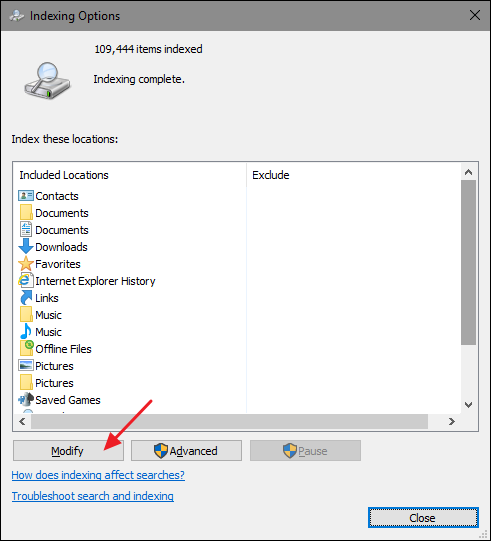 Indexing Options
109,444 items indexed
Indexing complete.
Index these locations:
Included Locations Exclude
Contacts
Documents
Documents
Downloads
Favorites
Internet Explorer History
Links
Music
Music
Offline Files
Pictures
Pictures
Saved Games
Modify Advanced Pause
How does indexing affect searches?
Troubleshoot search and indexing
Close